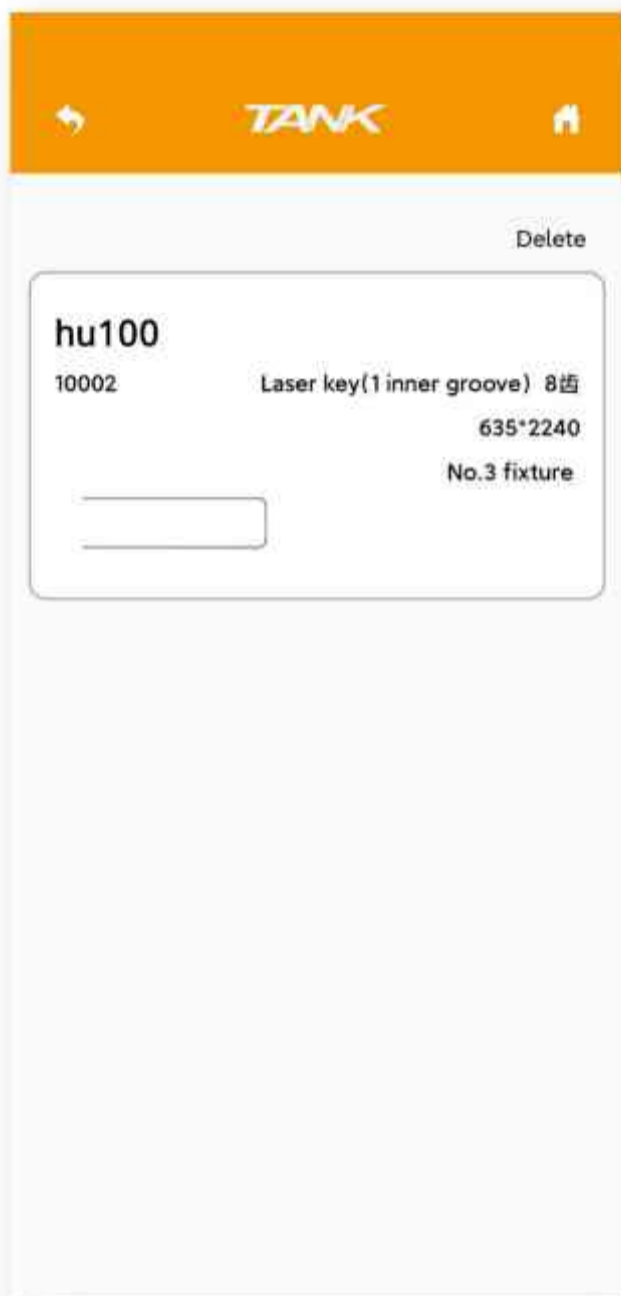 TANK
Delete
hu100
10002 Laser key(1 inner groove) 8齿
635*2240
No.3 fixture